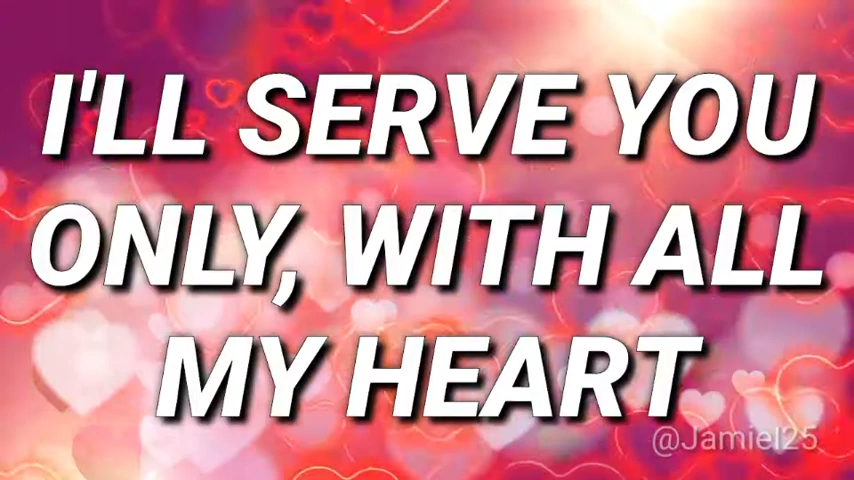 I'LL SERVE YOU
ONLY, WITH ALL
MY HEART
@Jamiel25